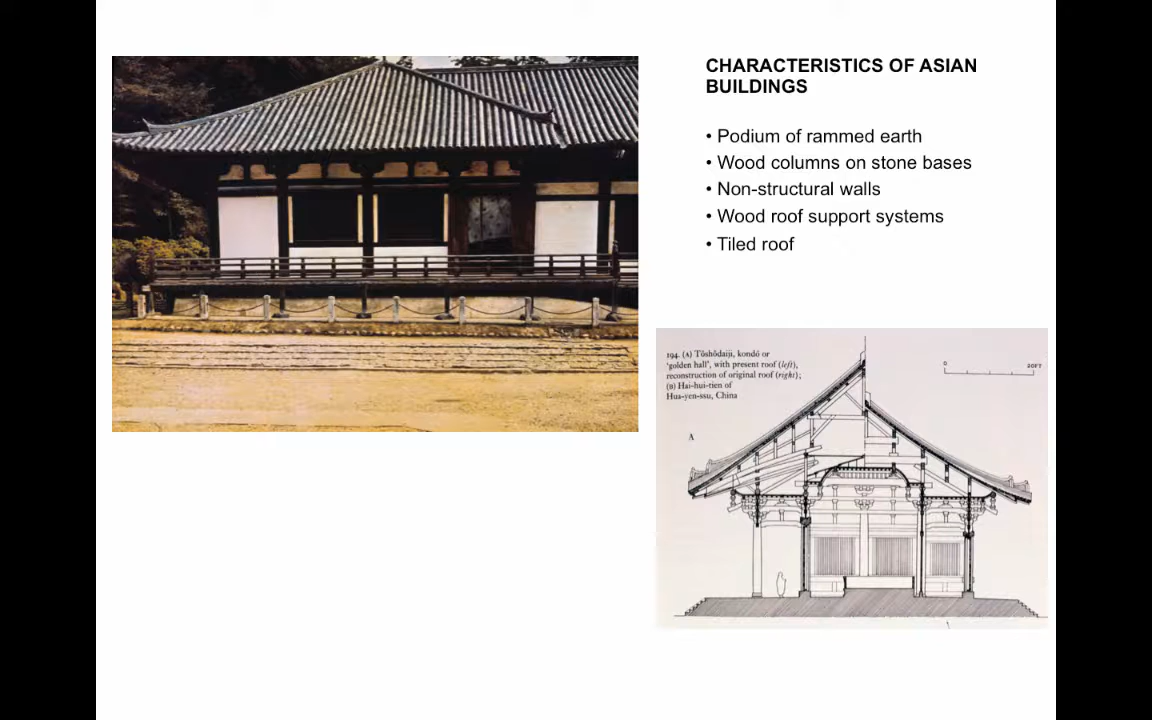 CHARACTERISTICS OF ASIAN
BUILDINGS
• Podium of rammed earth
• Wood columns on stone bases
• Non-structural walls
• Wood roof support systems
• Tiled roof
194. (A) Tōshōdaiji, kondō or
'golden hall', with present roof (left),
reconstruction of original roof (right);
(B) Hai-hui-tien of
Hua-yen-ssu, China
0 20FT
A